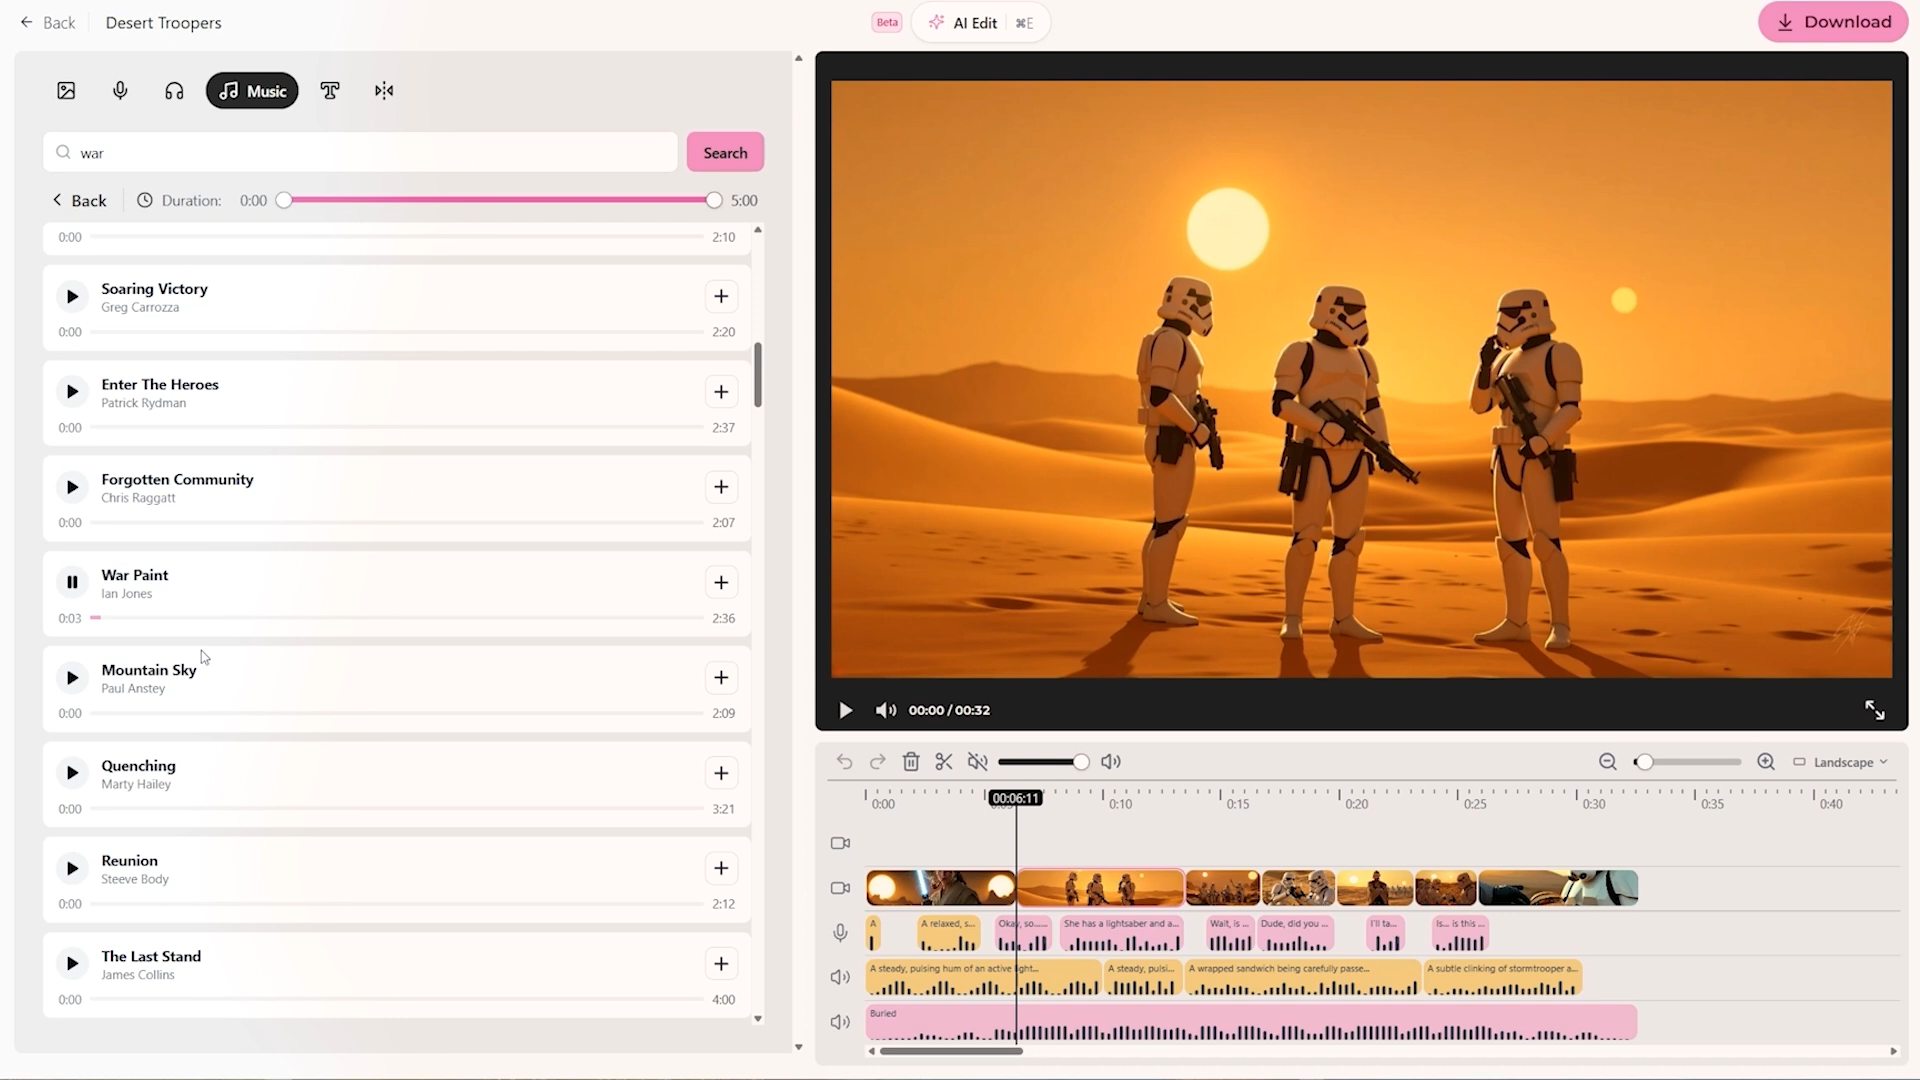 Back
Desert Troopers
Beta
AI Edit
⌘E
Download
Music
war
Search
Back
Duration:
0:00
5:00
0:00
2:10
Soaring Victory
Greg Carrozza
0:00
2:20
Enter The Heroes
Patrick Rydman
0:00
2:37
Forgotten Community
Chris Raggatt
0:00
2:07
War Paint
Ian Jones
0:03
2:36
Mountain Sky
Paul Anstey
0:00
2:09
Quenching
Marty Hailey
0:00
3:21
Reunion
Steeve Body
0:00
2:12
The Last Stand
James Collins
0:00
4:00
00:00 / 00:32
Landscape
0:00
00:06:11
0:10
0:15
0:20
0:25
0:30
0:35
0:40
A
A relaxed, s...
Okay, so......
She has a lightsaber and a...
Wait, is ...
Dude, did you ...
I'll ta...
Is... is this ...
A steady, pulsing hum of an active light...
A steady, pulsi...
A wrapped sandwich being carefully passe...
A subtle clinking of stormtrooper a...
Buried